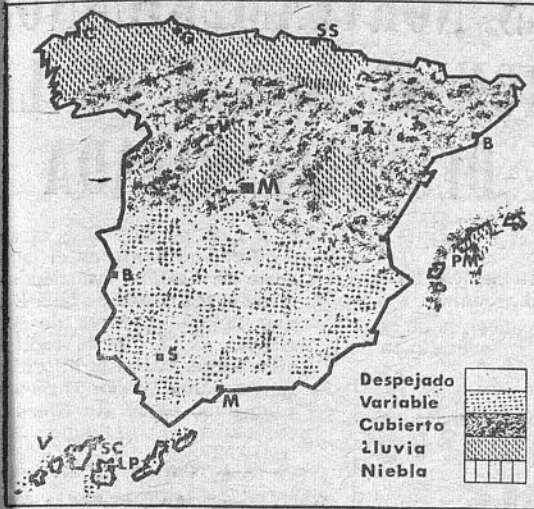 C
G
SS
V
Z
B
M
PM
B
S
M
SC
LP
Despejado
Variable
Cubierto
Lluvia
Niebla